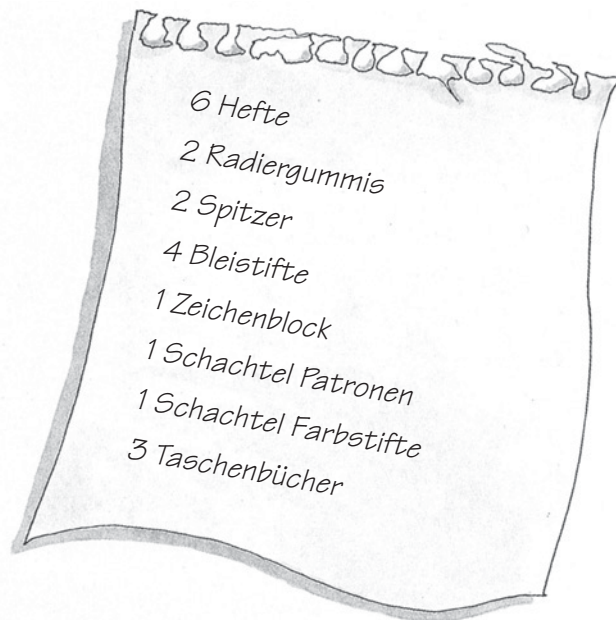 6 Hefte
2 Radiergummis
2 Spitzer
4 Bleistifte
1 Zeichenblock
1 Schachtel Patronen
1 Schachtel Farbstifte
3 Taschenbücher